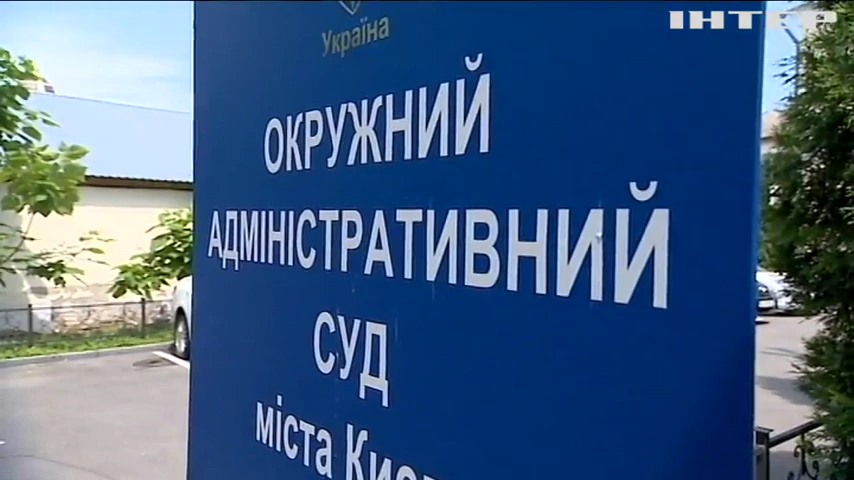 ІНТЕР
Україна
ОКРУЖНИЙ
АДМІНІСТРАТИВНИЙ
СУД
міста